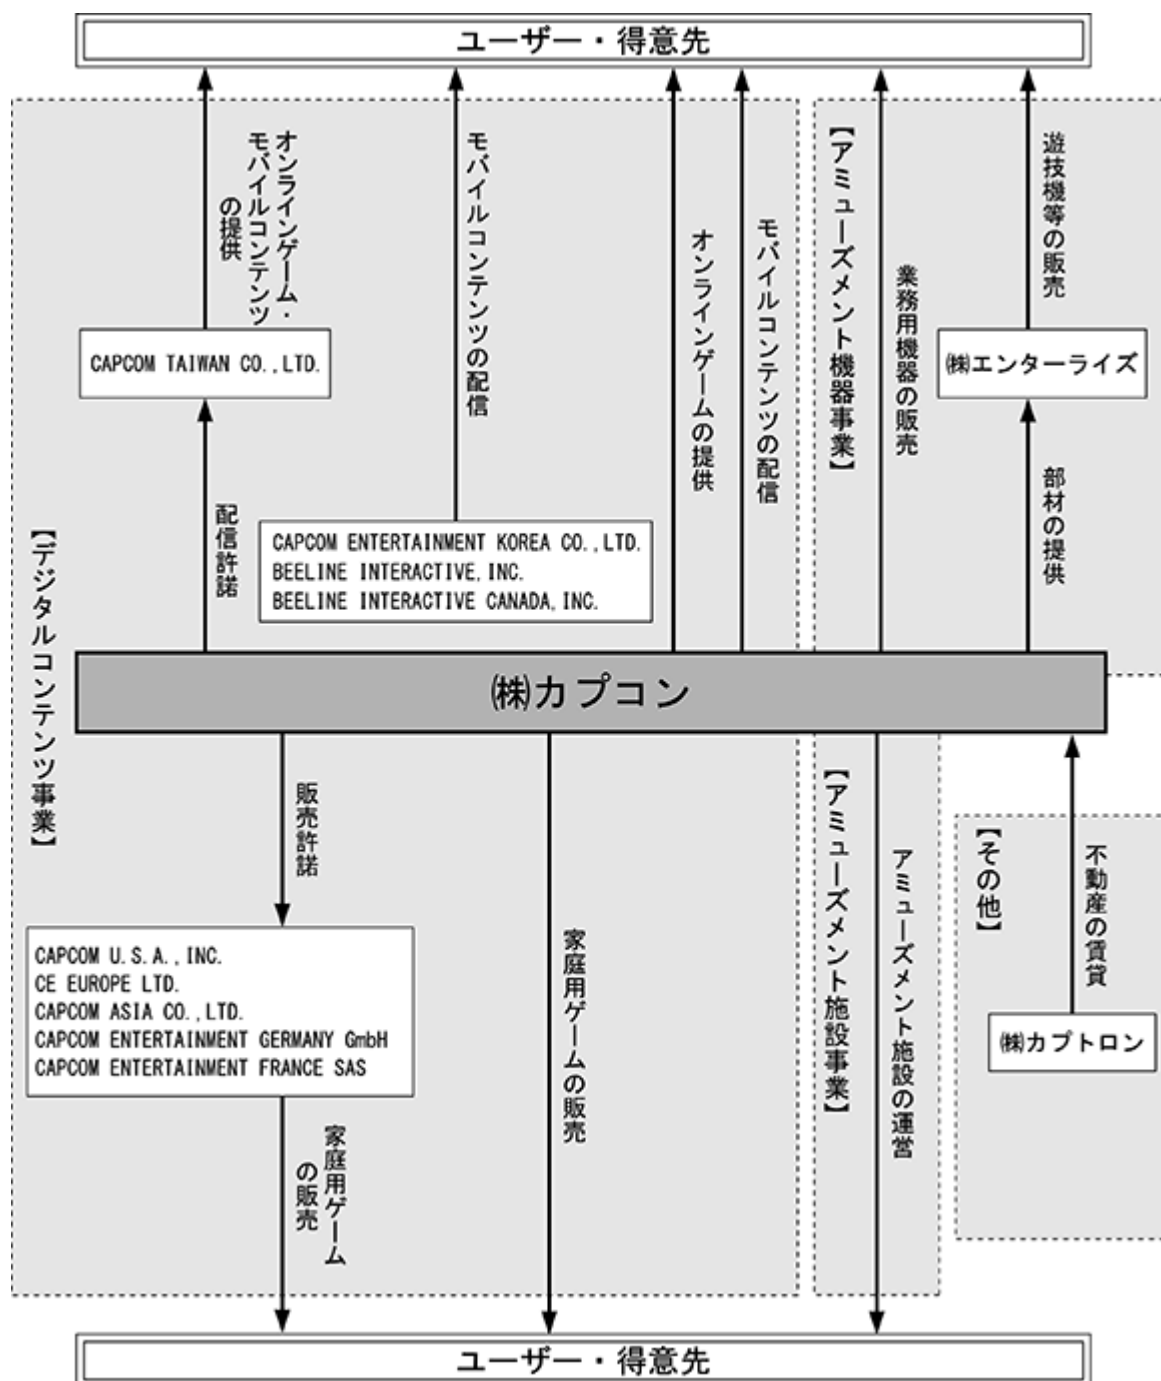 ユーザー・得意先
オンラインゲーム・
モバイルコンテンツ
の提供
モバイルコンテンツの配信
オンラインゲームの提供
モバイルコンテンツの配信
【アミューズメント機器事業】
業務用機器の販売
遊技機等の販売
CAPCOM TAIWAN CO.,LTD.
㈱エンターライズ
配信許諾
CAPCOM ENTERTAINMENT KOREA CO.,LTD.
BEELINE INTERACTIVE,INC.
BEELINE INTERACTIVE CANADA,INC.
部材の提供
【デジタルコンテンツ事業】
㈱カプコン
販売許諾
CAPCOM U.S.A.,INC.
CE EUROPE LTD.
CAPCOM ASIA CO.,LTD.
CAPCOM ENTERTAINMENT GERMANY GmbH
CAPCOM ENTERTAINMENT FRANCE SAS
家庭用ゲーム
の販売
家庭用ゲームの販売
【アミューズメント施設事業】
アミューズメント施設の運営
【その他】
不動産の賃貸
㈱カプトロン
ユーザー・得意先